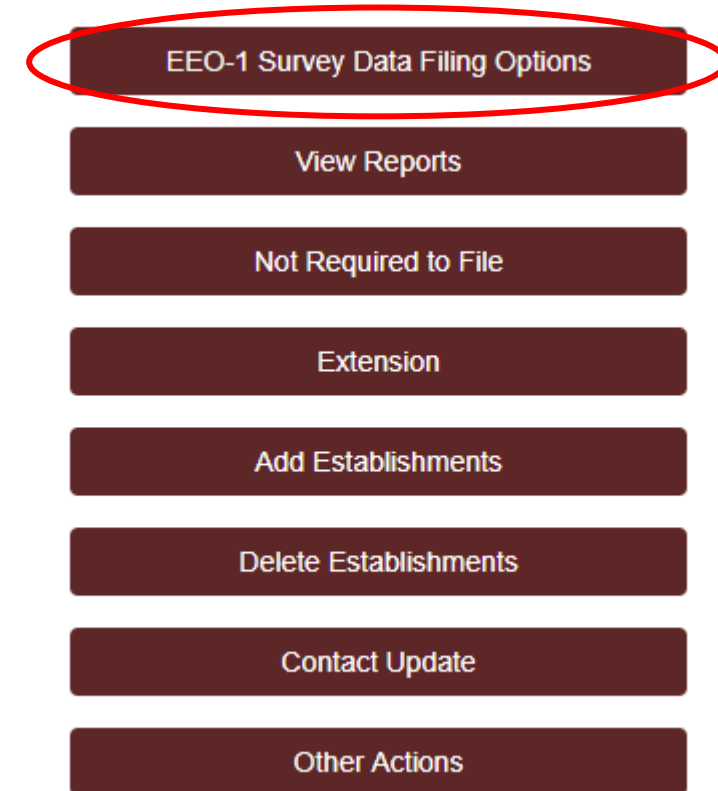 EEO-1 Survey Data Filing Options
View Reports
Not Required to File
Extension
Add Establishments
Delete Establishments
Contact Update
Other Actions